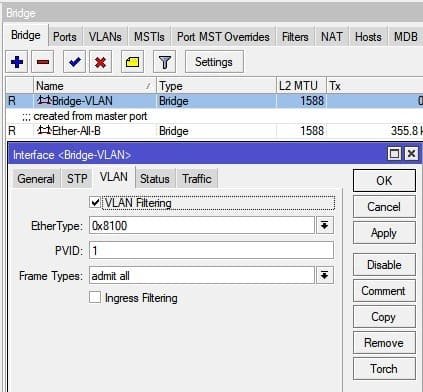 Bridge
Bridge Ports VLANs MSTIs Port MST Overrides Filters NAT Hosts MDB
Settings
Name Type L2 MTU Tx
R Bridge-VLAN Bridge 1588 0
;;; created from master port
R Ether-All-B Bridge 1588 355.8 k
Interface <Bridge-VLAN>
General STP VLAN Status Traffic OK
VLAN Filtering
Cancel
EtherType: 0x8100
Apply
PVID: 1
Frame Types: admit all Disable
Ingress Filtering Comment
Copy
Remove
Torch